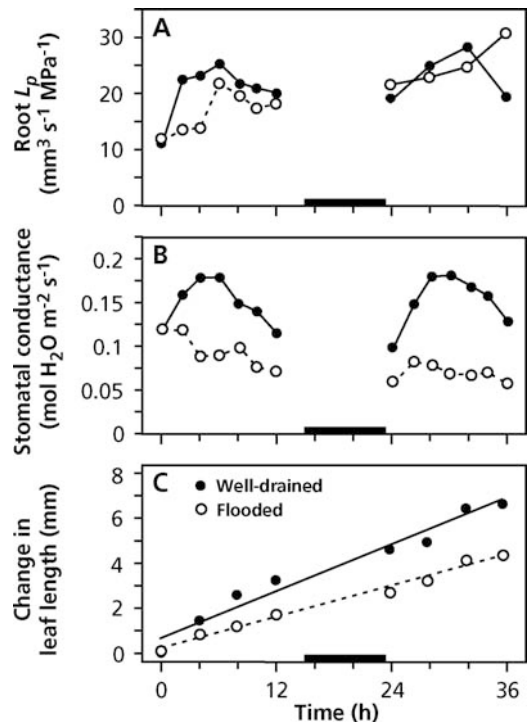 A
Root Lp
(mm³ s⁻¹ MPa⁻¹)
30
20
10
0
B
Stomatal conductance
(mol H₂O m⁻² s⁻¹)
0.2
0.15
0.1
0.05
0
C
Well-drained
Flooded
Change in
leaf length (mm)
8
6
4
2
0
0 12 24 36
Time (h)